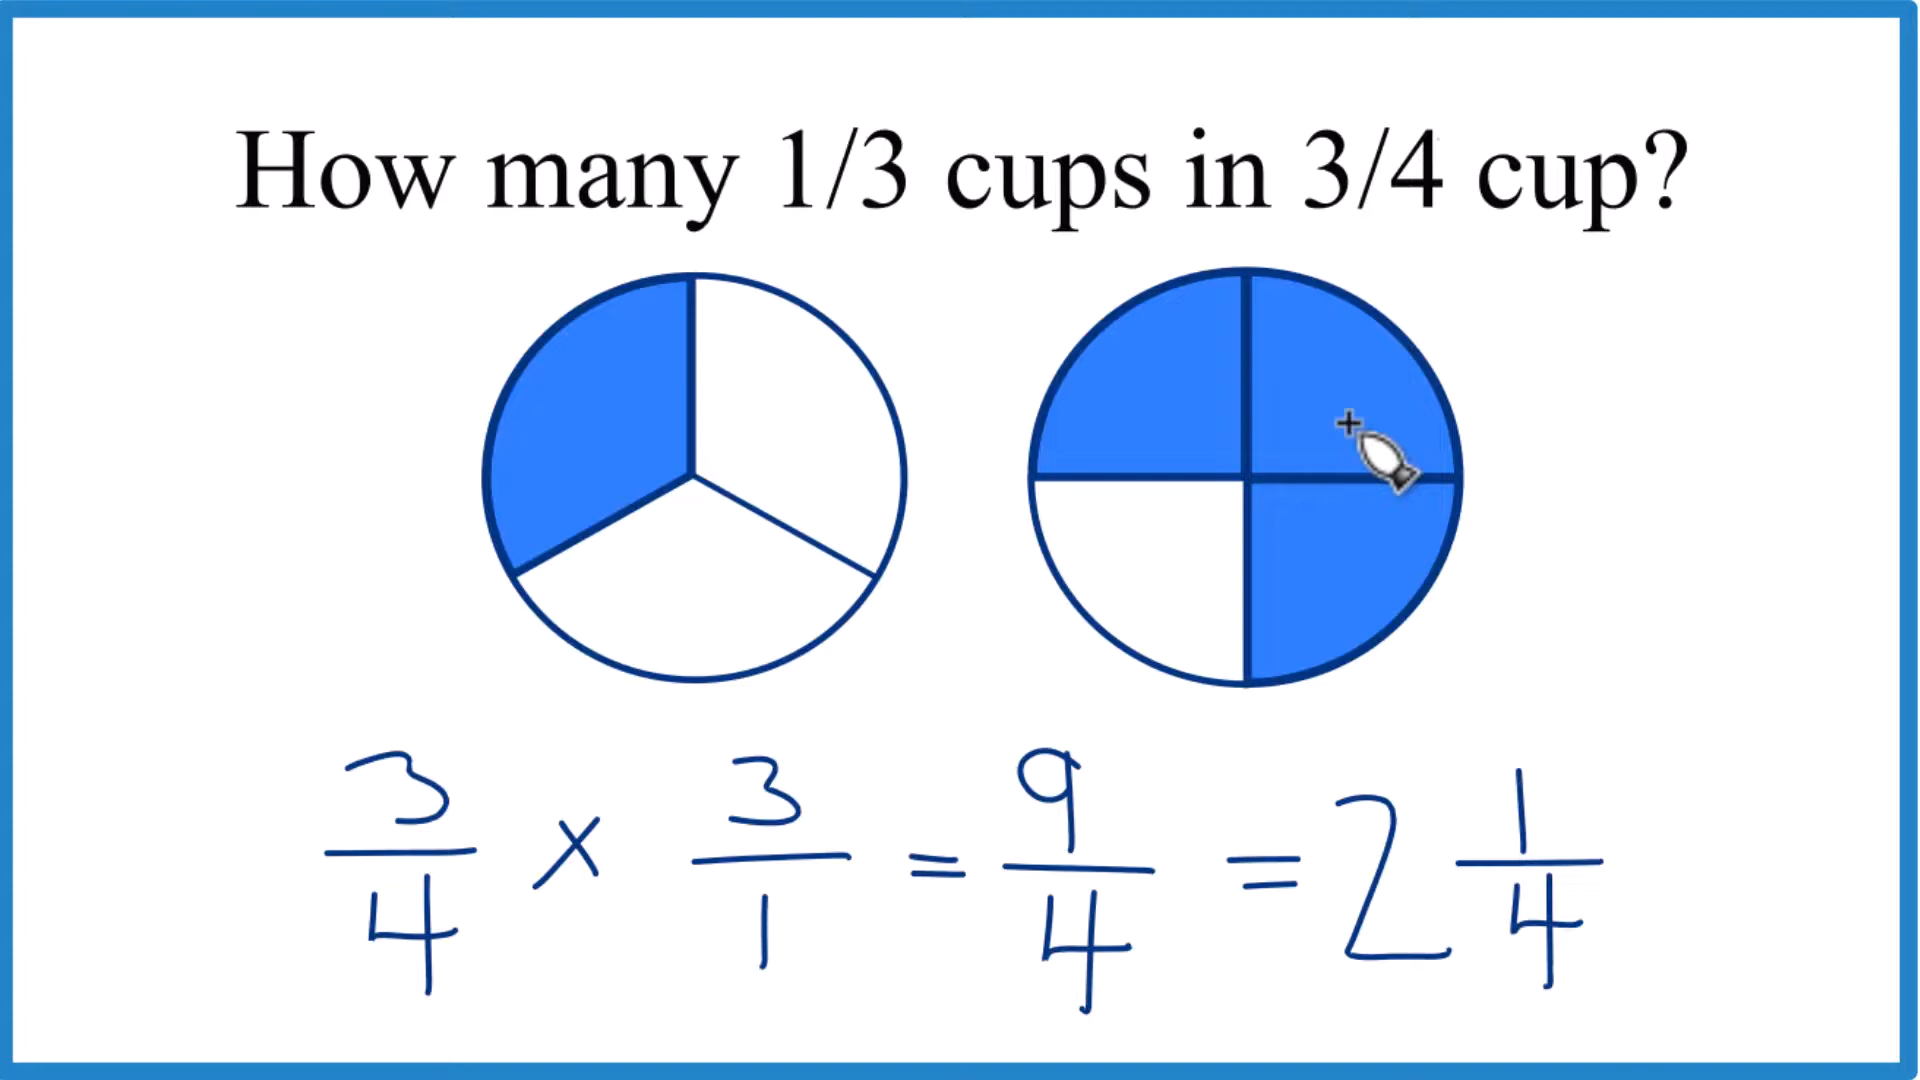 How many 1/3 cups in 3/4 cup?
3/4 × 3/1 = 9/4 = 2 1/4